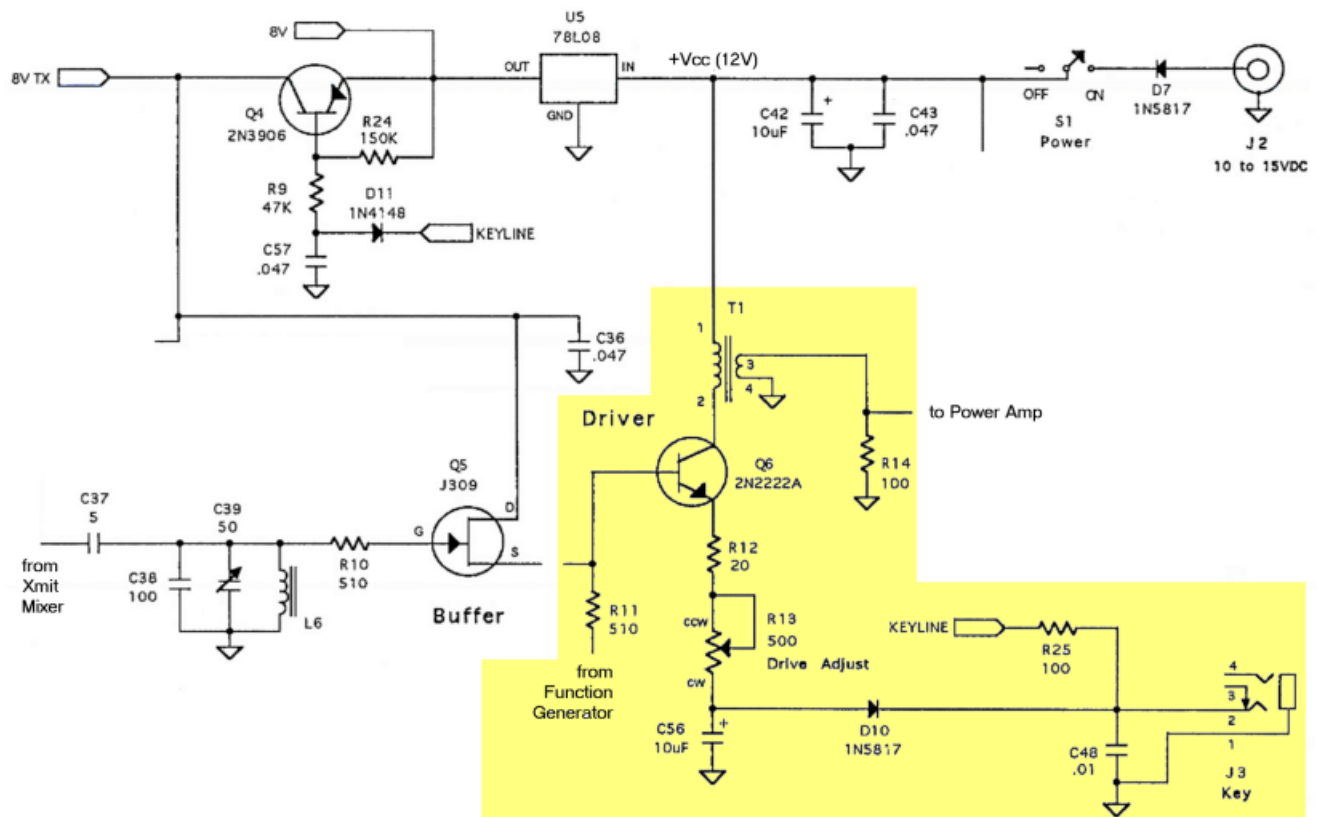 8V
U5
78L08
8V TX
OUT
IN
+Vcc (12V)
GND
Q4
2N3906
R24
150K
C42
10uF
+
C43
.047
OFF
ON
S1
Power
D7
1N5817
J2
10 to 15VDC
R9
47K
D11
1N4148
KEYLINE
C57
.047
C36
.047
T1
1
2
3
4
to Power Amp
Driver
Q6
2N2222A
R14
100
Q5
J309
D
G
S
C37
5
C39
50
from
Xmit
Mixer
C38
100
L6
R10
510
Buffer
R12
20
R11
510
from
Function
Generator
CCW
R13
500
Drive Adjust
CW
KEYLINE
R25
100
C56
10uF
+
D10
1N5817
C48
.01
4
3
2
1
J3
Key